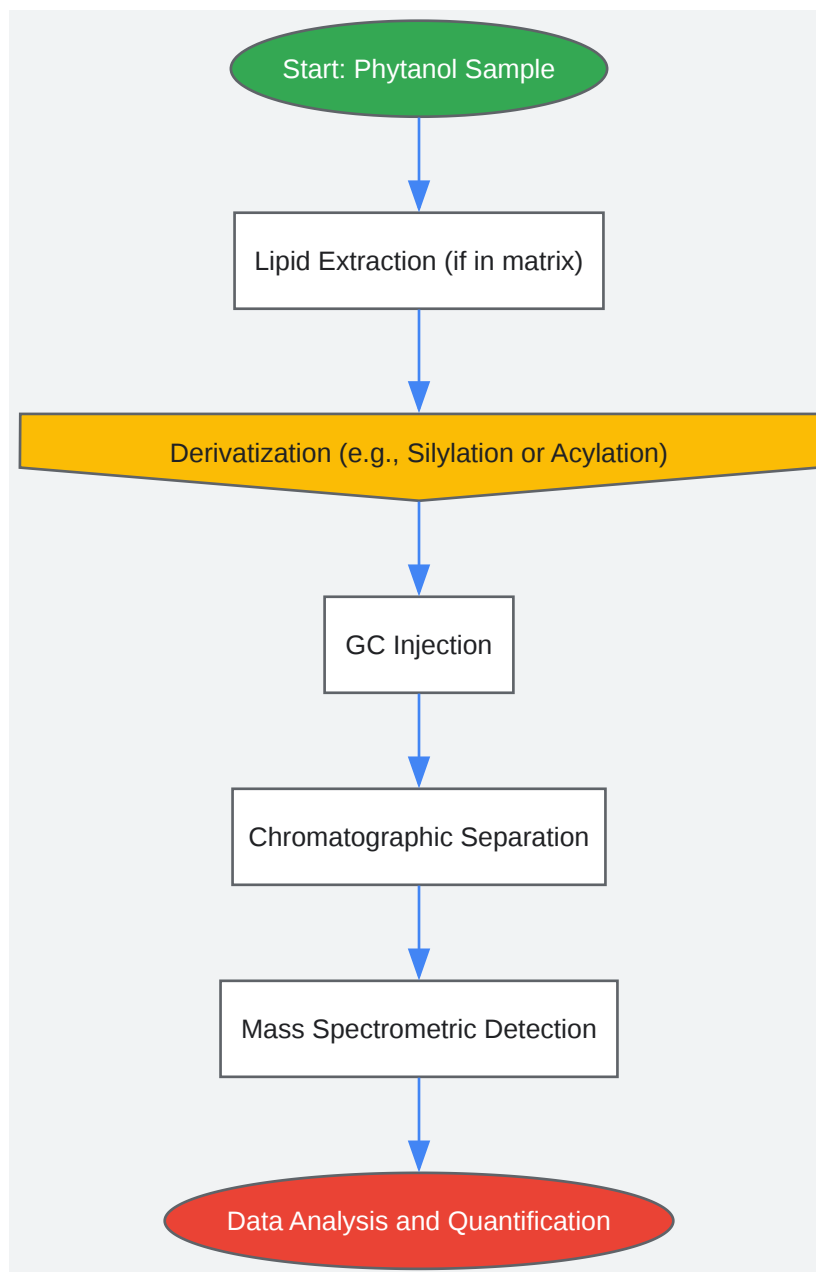 Start: Phytanol Sample
Lipid Extraction (if in matrix)
Derivatization (e.g., Silylation or Acylation)
GC Injection
Chromatographic Separation
Mass Spectrometric Detection
Data Analysis and Quantification